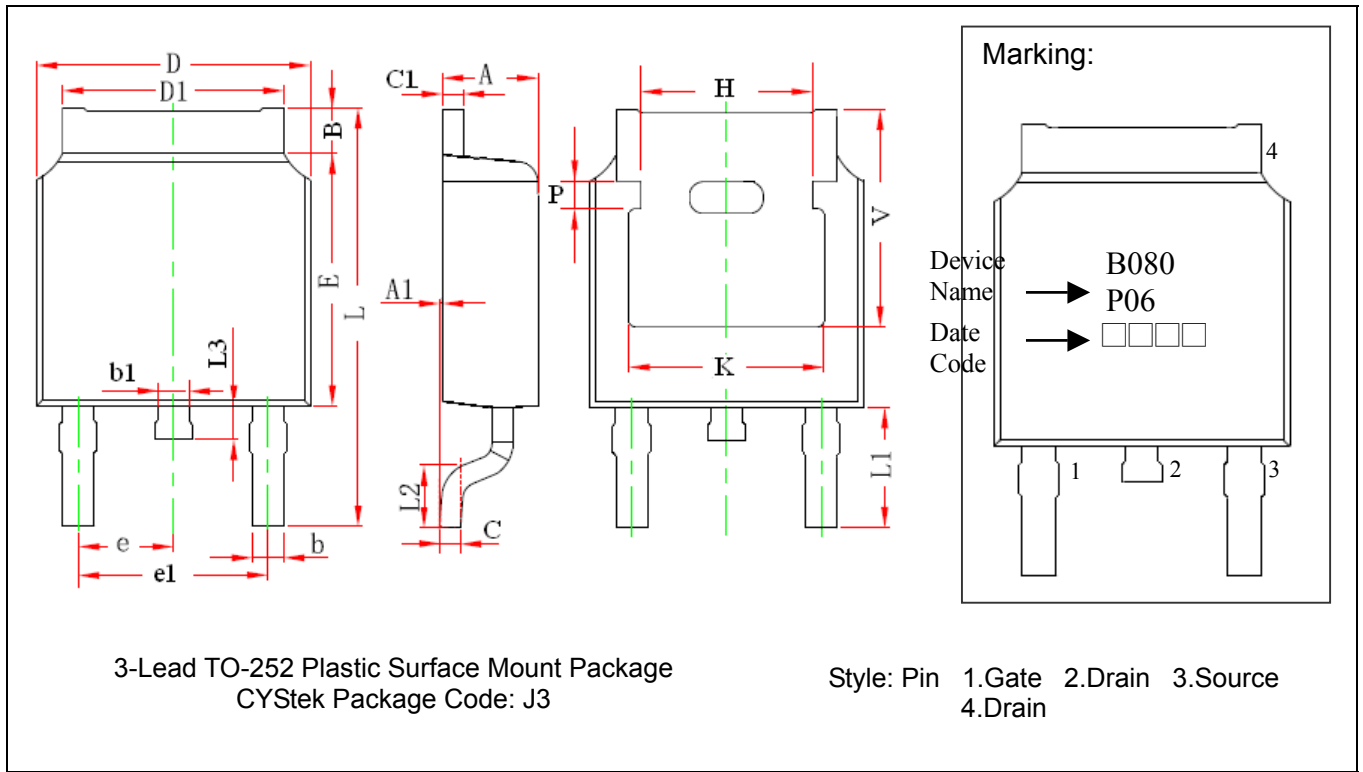 D
D1
B
E
L
L3
b1
e
e1
b
C1
A
A1
L2
C
H
P
V
K
L1
Marking:
4
Device
Name
B080
P06
Date
Code
□□□□
1
2
3
3-Lead TO-252 Plastic Surface Mount Package
CYStek Package Code: J3
Style: Pin 1.Gate 2.Drain 3.Source
4.Drain